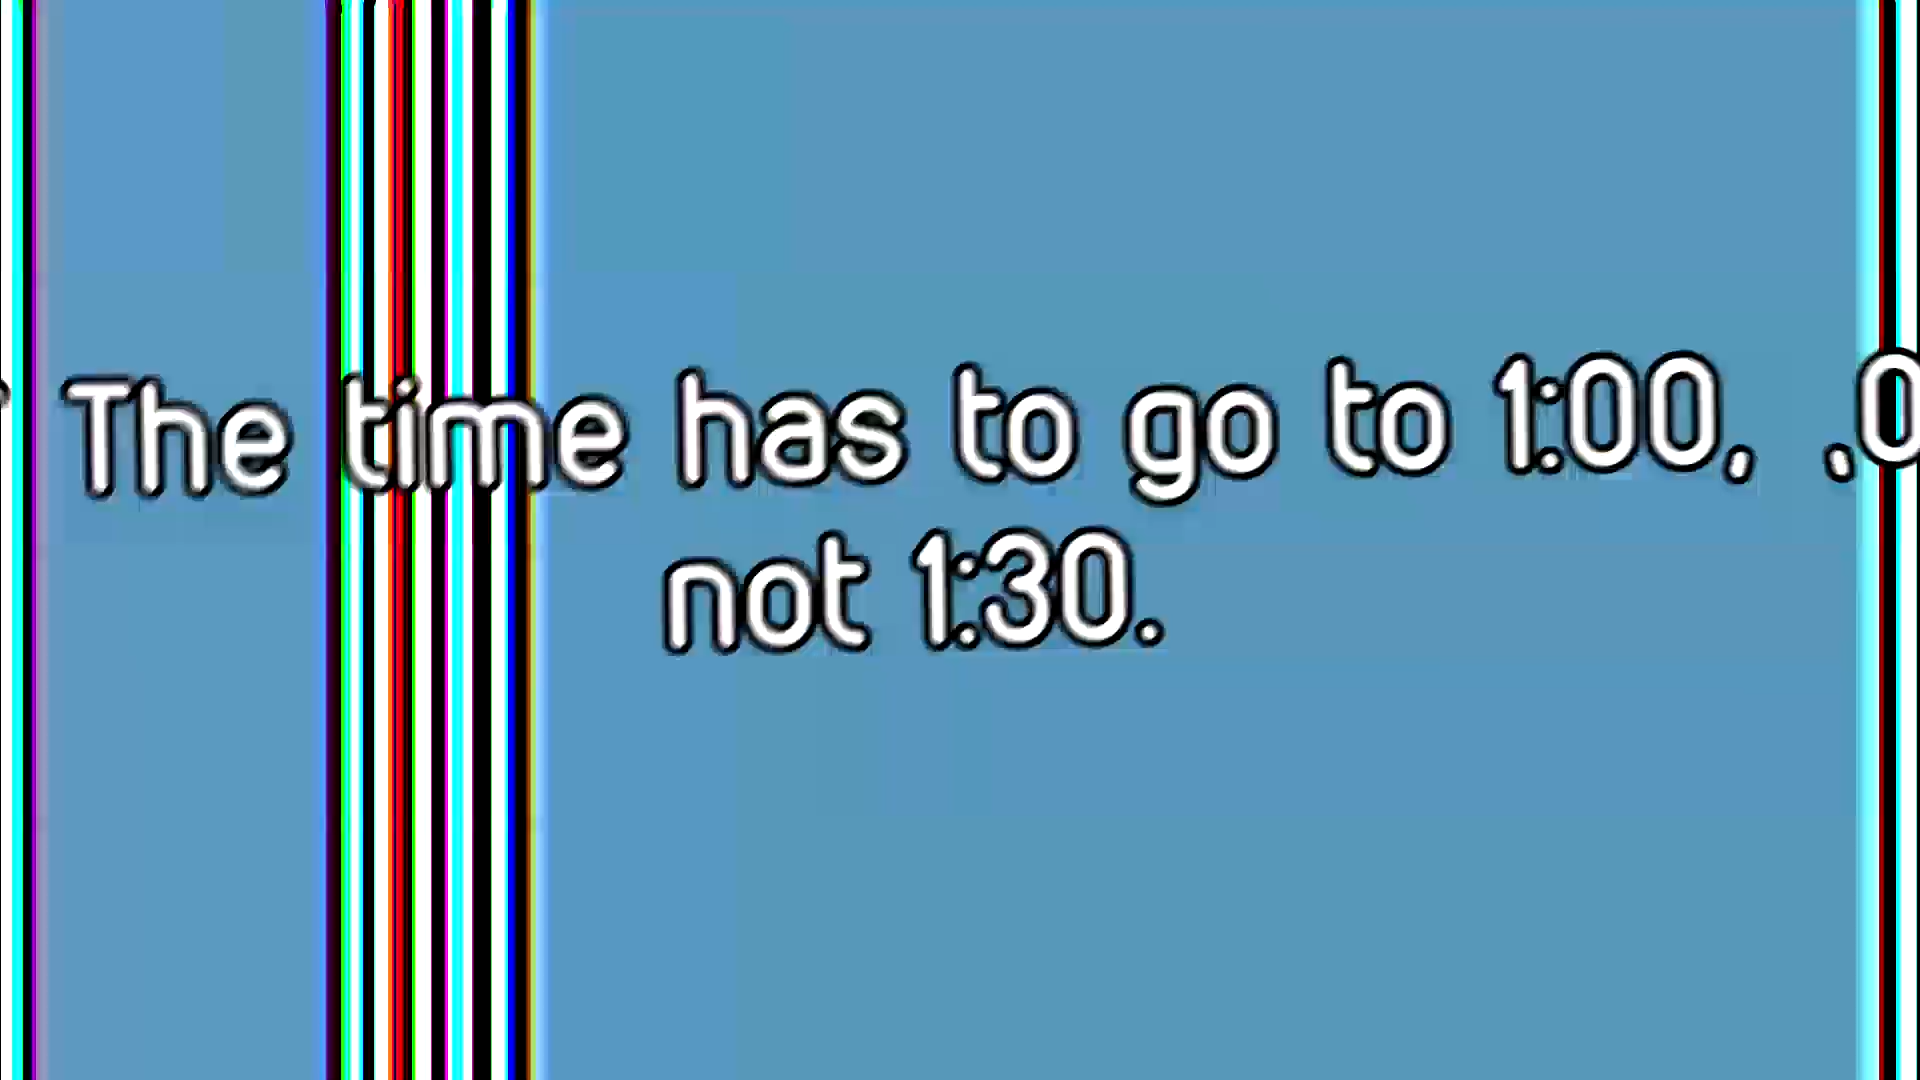 The time has to go to 1:00,
not 1:30.